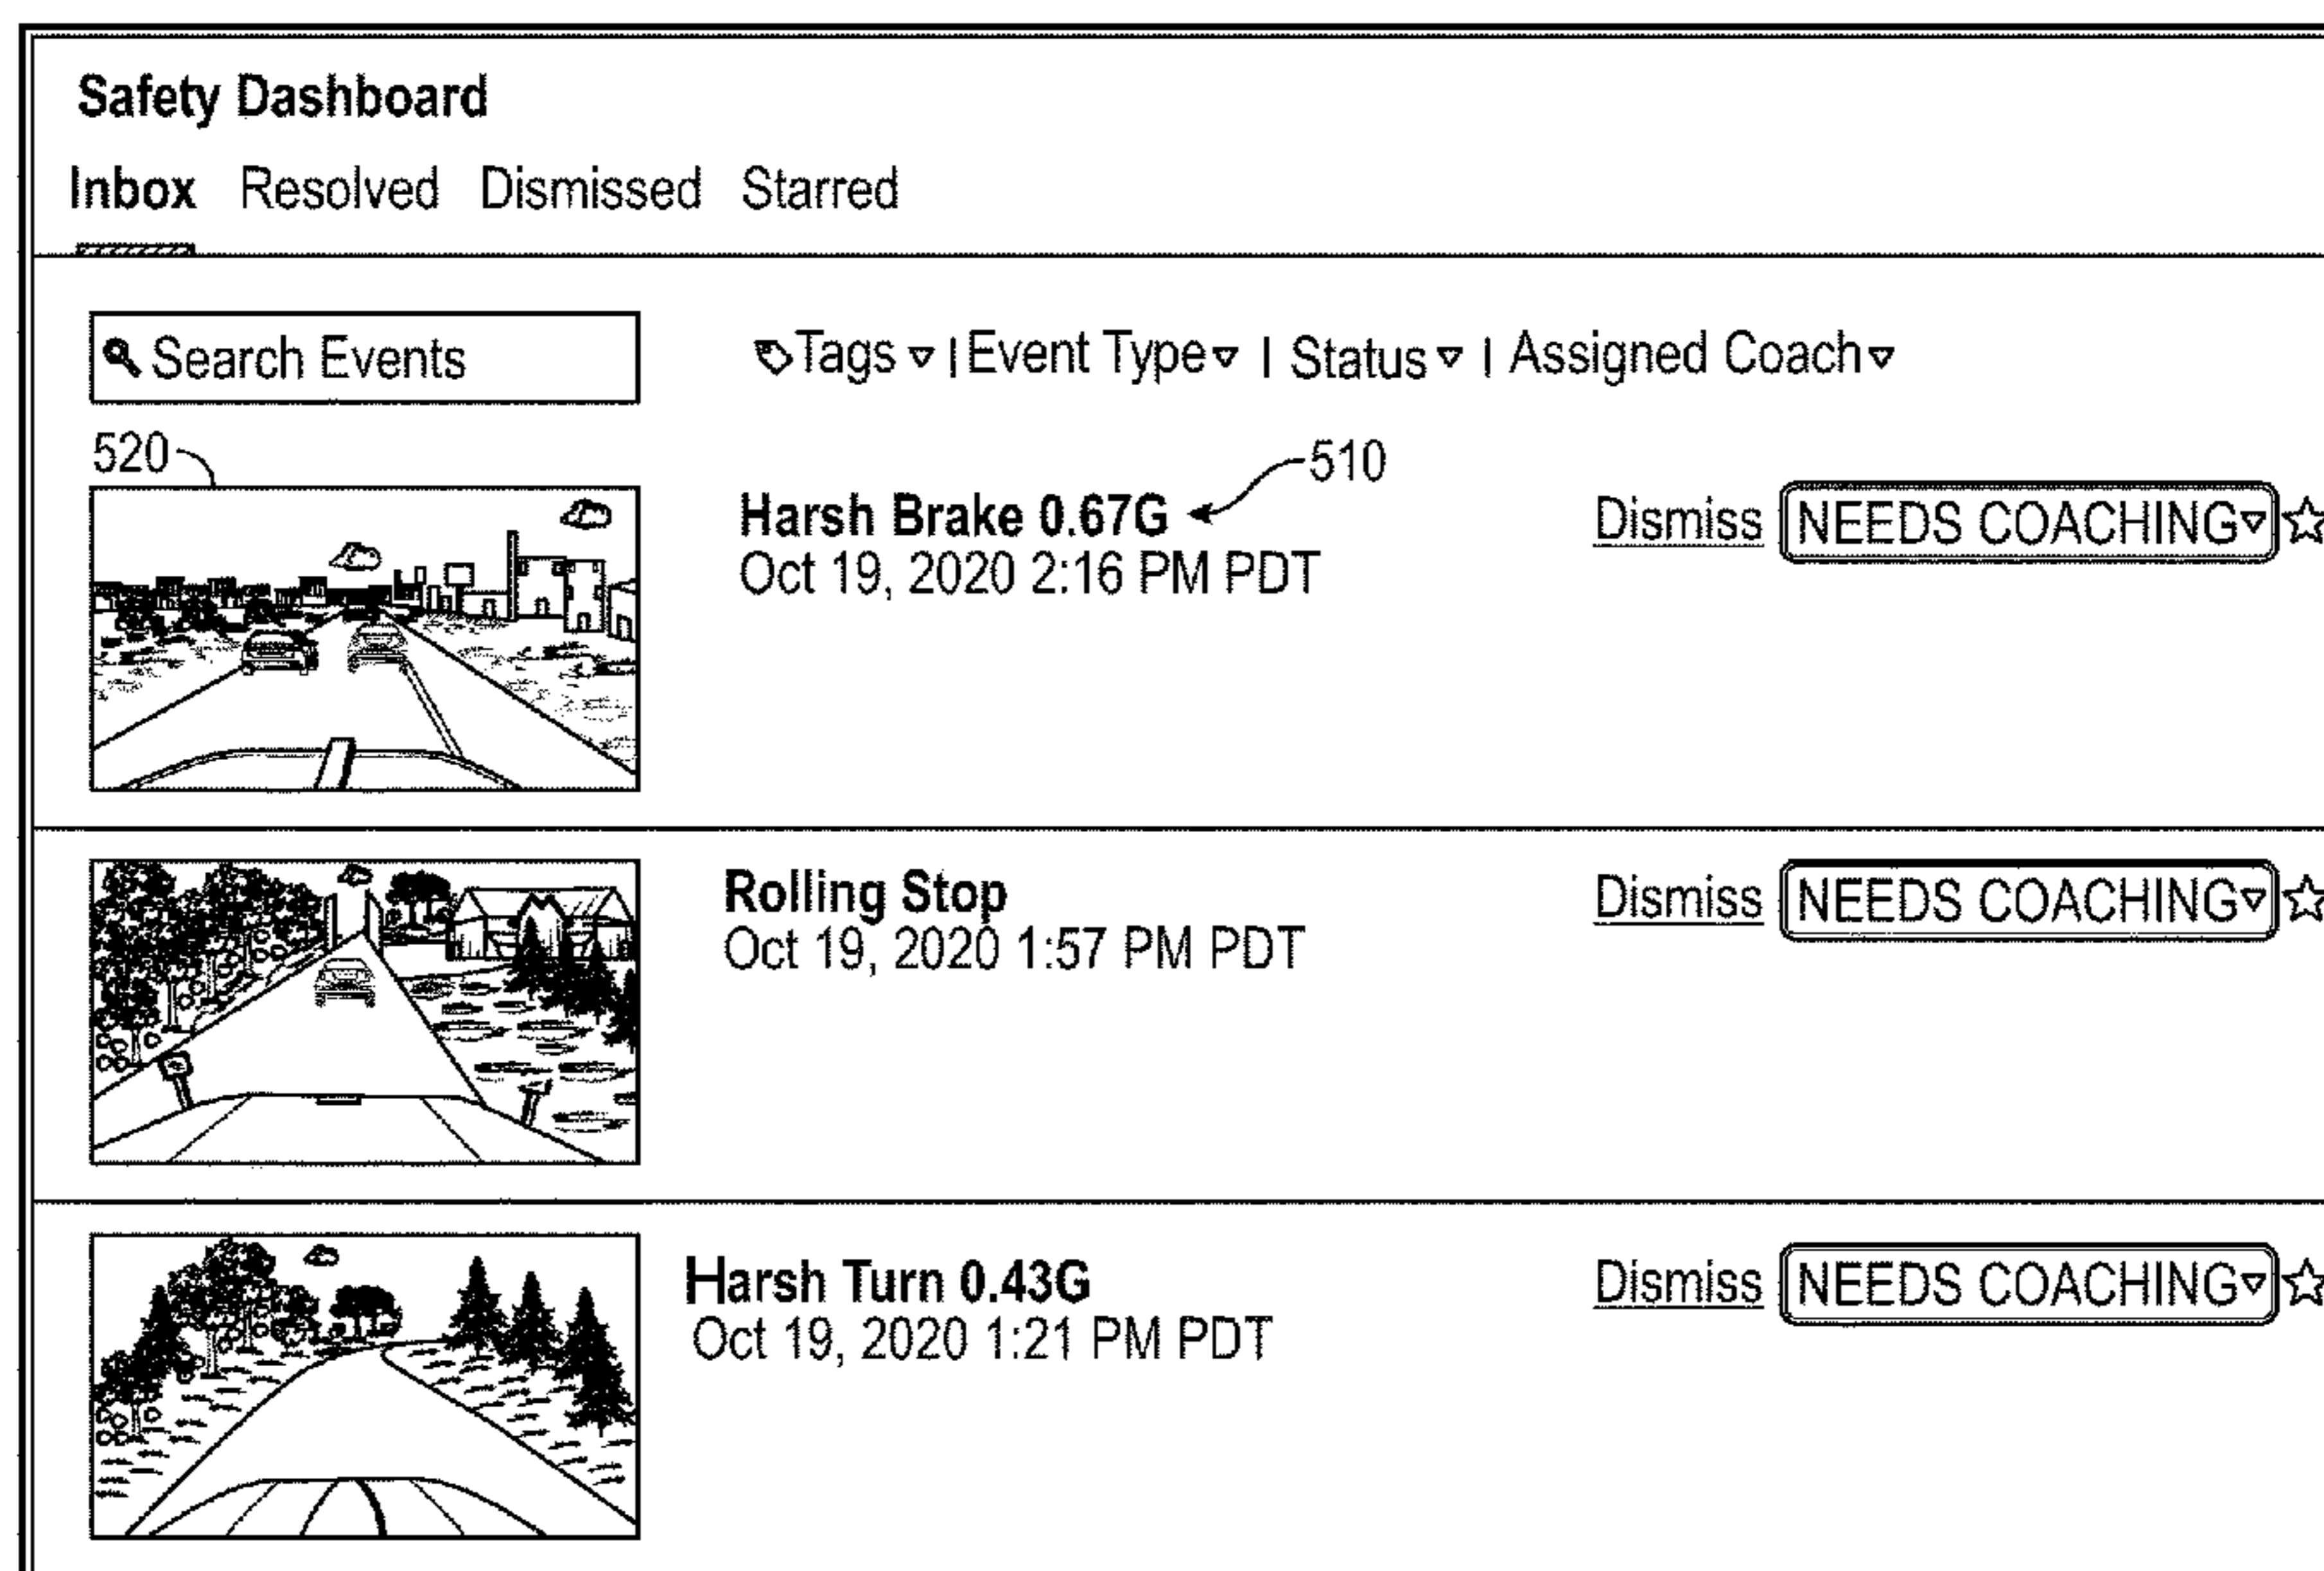 Safety Dashboard
Inbox Resolved Dismissed Starred
Search Events Tags | Event Type | Status | Assigned Coach
520 510
Harsh Brake 0.67G Dismiss NEEDS COACHING
Oct 19, 2020 2:16 PM PDT
Rolling Stop Dismiss NEEDS COACHING
Oct 19, 2020 1:57 PM PDT
Harsh Turn 0.43G Dismiss NEEDS COACHING
Oct 19, 2020 1:21 PM PDT